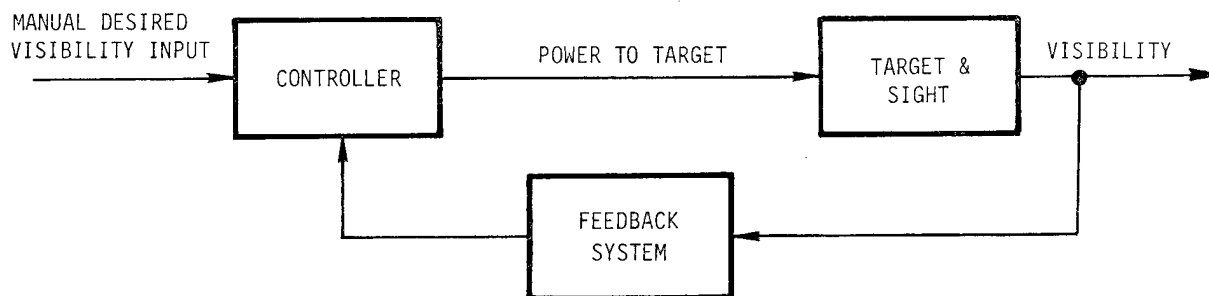 MANUAL DESIRED
VISIBILITY INPUT
CONTROLLER
POWER TO TARGET
TARGET &
SIGHT
VISIBILITY
FEEDBACK
SYSTEM